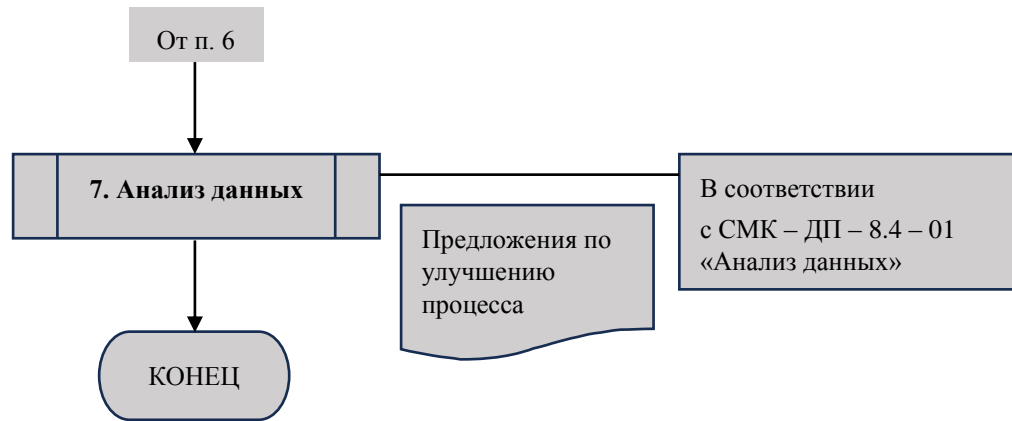 От п. 6
7. Анализ данных
В соответствии
с СМК – ДП – 8.4 – 01
«Анализ данных»
Предложения по
улучшению
процесса
КОНЕЦ